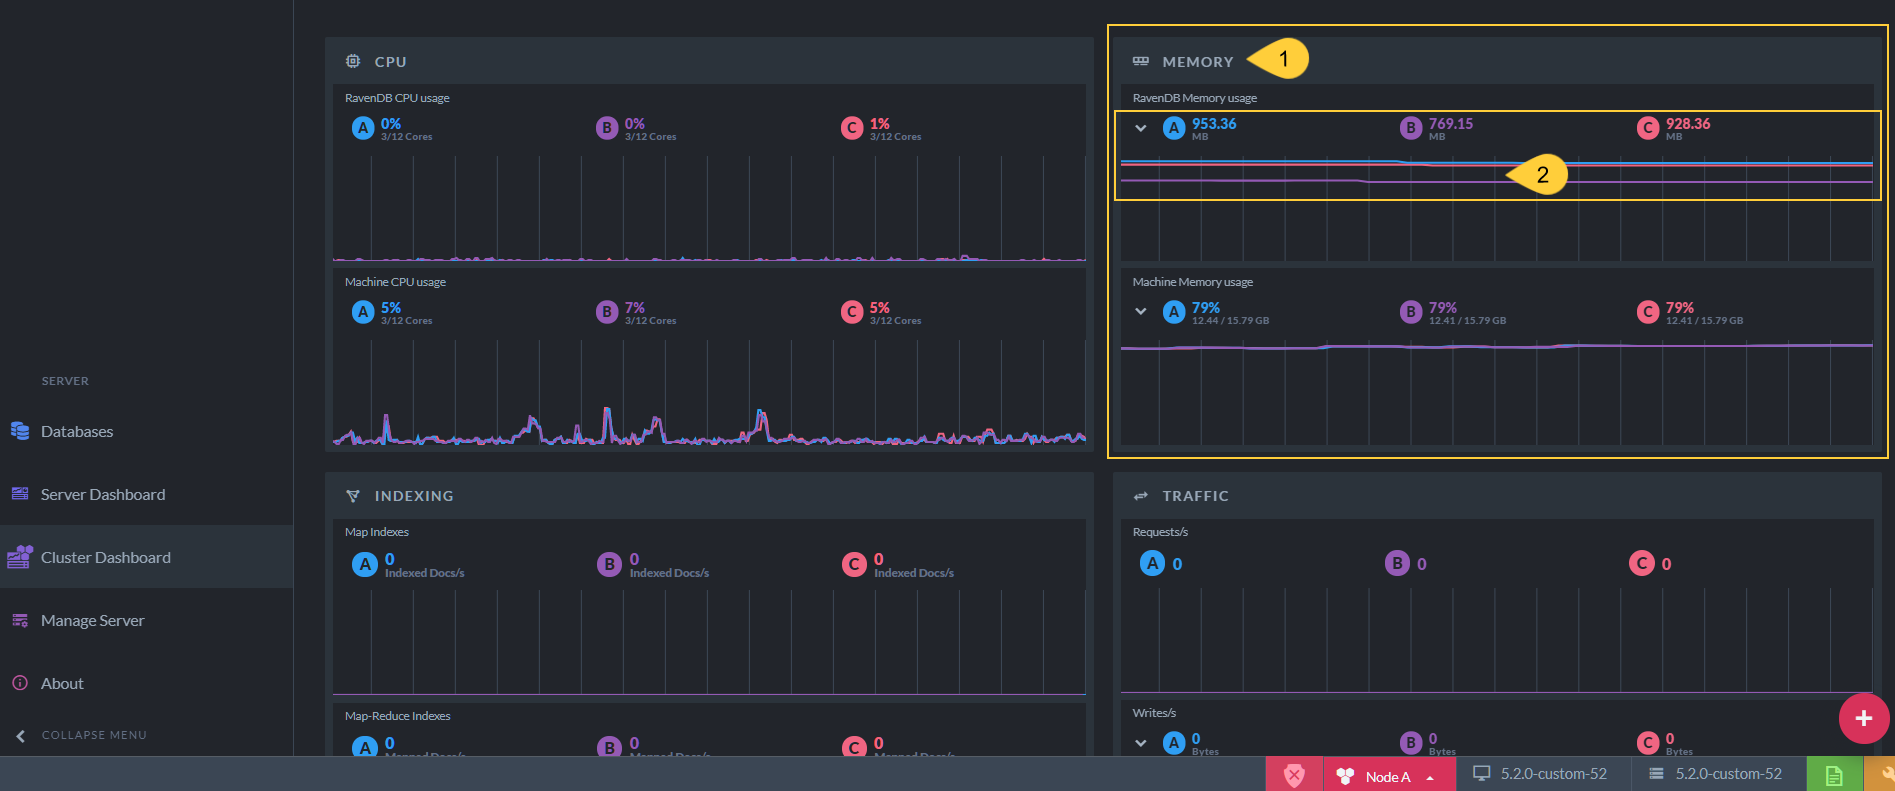 CPU
RavenDB CPU usage
A 0% 3/12 Cores
B 0% 3/12 Cores
C 1% 3/12 Cores
Machine CPU usage
A 5% 3/12 Cores
B 7% 3/12 Cores
C 5% 3/12 Cores
MEMORY
1
RavenDB Memory usage
A 953.36 MB
B 769.15 MB
C 928.36 MB
2
Machine Memory usage
A 79% 12.44 / 15.79 GB
B 79% 12.41 / 15.79 GB
C 79% 12.41 / 15.79 GB
SERVER
Databases
Server Dashboard
Cluster Dashboard
Manage Server
About
COLLAPSE MENU
INDEXING
Map Indexes
A 0 Indexed Docs/s
B 0 Indexed Docs/s
C 0 Indexed Docs/s
Map-Reduce Indexes
A 0 Mapped Docs/s
B 0 Mapped Docs/s
C 0 Mapped Docs/s
TRAFFIC
Requests/s
A 0
B 0
C 0
Writes/s
A 0 Bytes
B 0 Bytes
C 0 Bytes
+
Node A
5.2.0-custom-52
5.2.0-custom-52